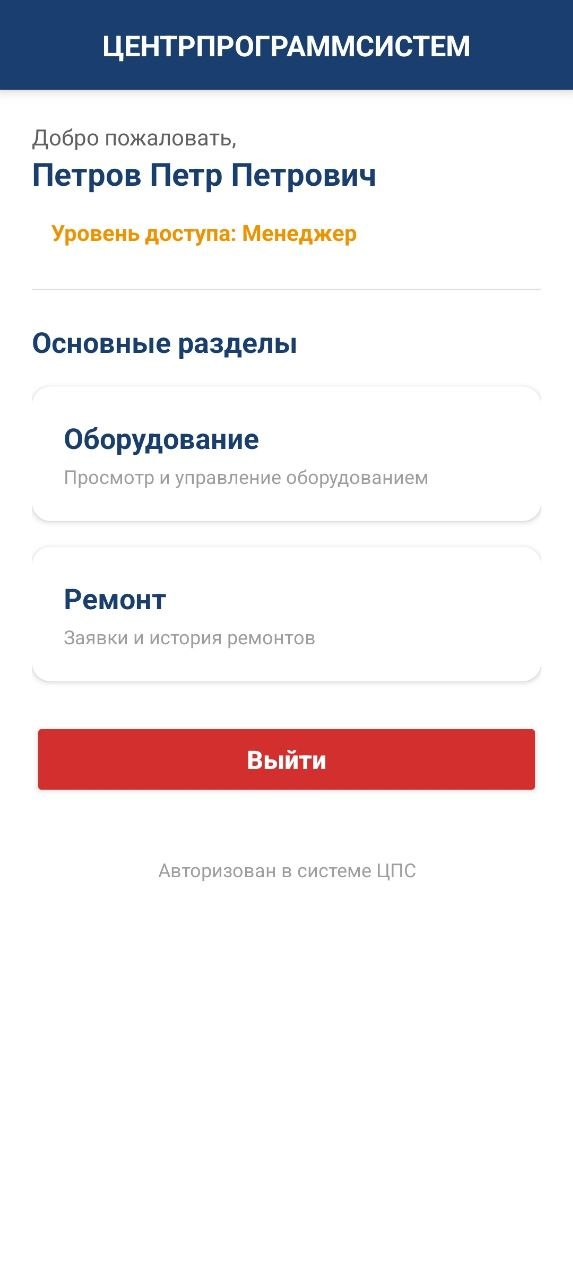 ЦЕНТРПРОГРАММСИСТЕМ
Добро пожаловать,
Петров Петр Петрович
Уровень доступа: Менеджер
Основные разделы
Оборудование
Просмотр и управление оборудованием
Ремонт
Заявки и история ремонтов
Выйти
Авторизован в системе ЦПС